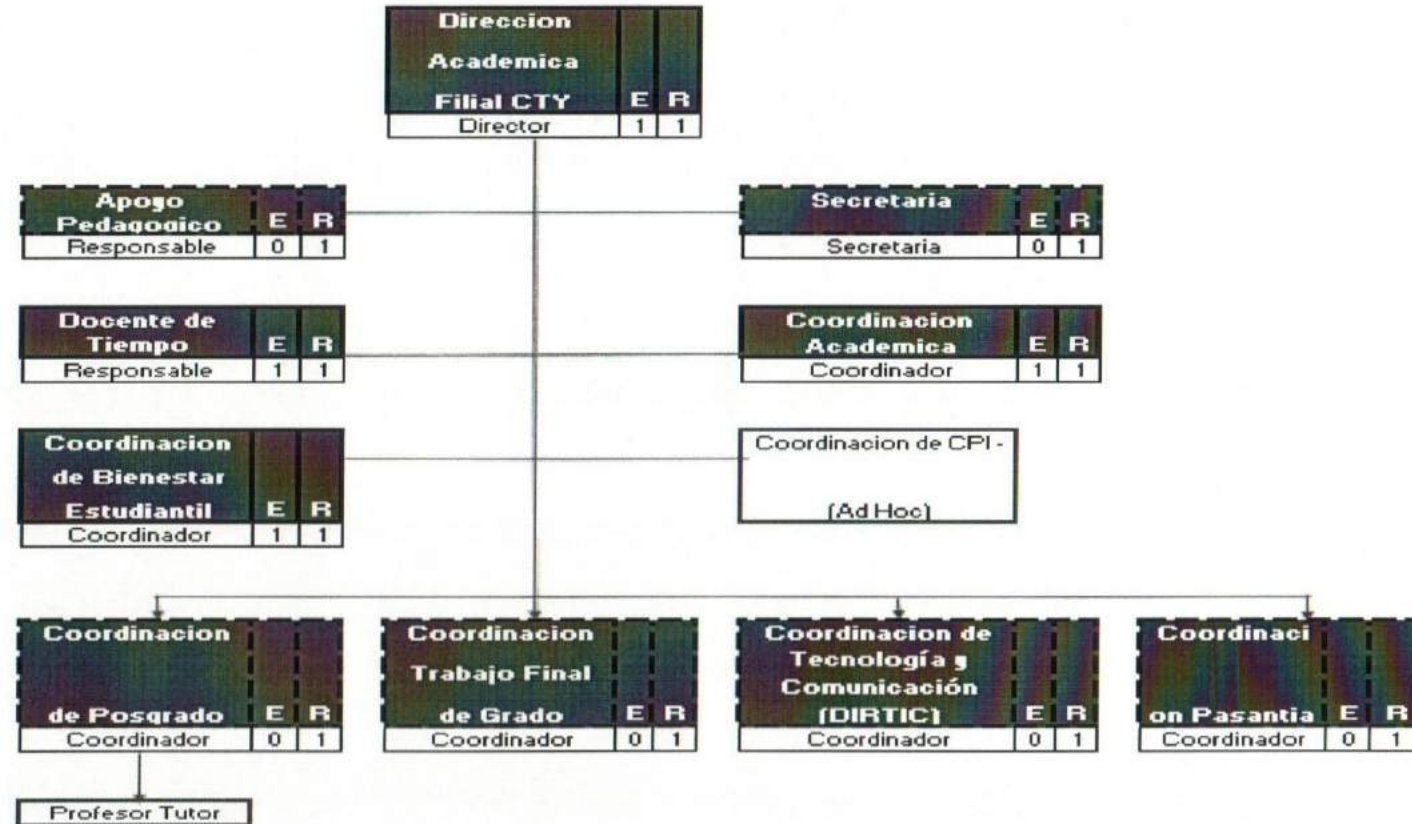 Direccion
Academica
Filial CTY E R
Director 1 1
Apoyo
Pedagogico E R
Responsable 0 1
Secretaria
E R
Secretaria 0 1
Docente de
Tiempo E R
Responsable 1 1
Coordinacion
Academica E R
Coordinador 1 1
Coordinacion
de Bienestar
Estudiantil E R
Coordinador 1 1
Coordinacion de CPI -
(Ad Hoc)
Coordinacion
de Posgrado E R
Coordinador 0 1
Coordinacion
Trabajo Final
de Grado E R
Coordinador 0 1
Coordinacion de
Tecnología y
Comunicación
(DIRTIC) E R
Coordinador 0 1
Coordinaci
on Pasantia E R
Coordinador 0 1
Profesor Tutor